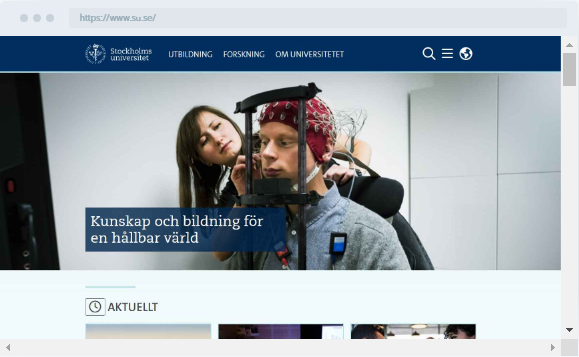 https://www.su.se/
Stockholms
universitet
UTBILDNING FORSKNING OM UNIVERSITETET
Kunskap och bildning för
en hållbar värld
AKTUELLT